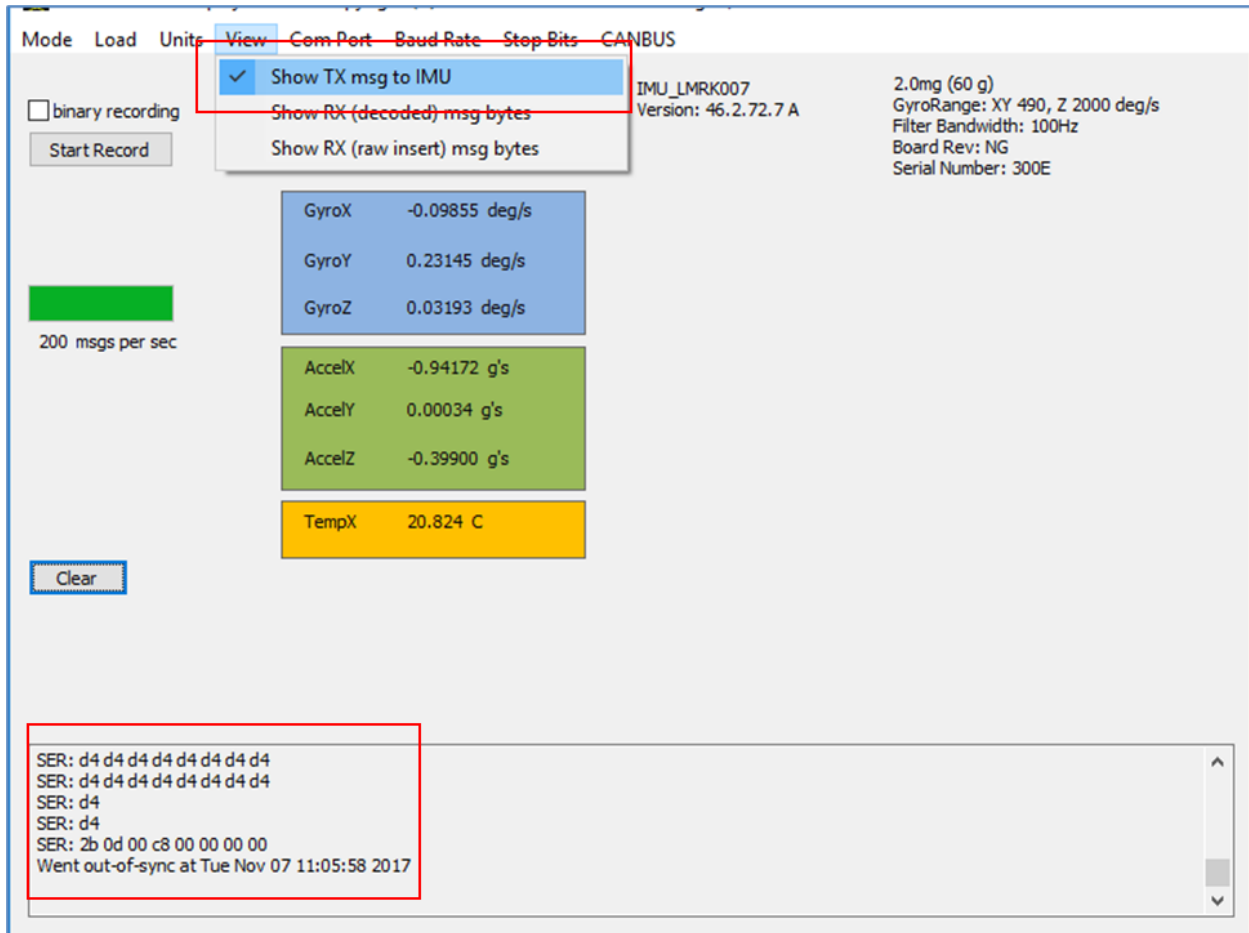 Mode Load Units View Com Port Baud Rate Stop Bits CANBUS
Show TX msg to IMU
Show RX (decoded) msg bytes
Show RX (raw insert) msg bytes
binary recording
Start Record
IMU_LMRK007
Version: 46.2.72.7 A
2.0mg (60 g)
GyroRange: XY 490, Z 2000 deg/s
Filter Bandwidth: 100Hz
Board Rev: NG
Serial Number: 300E
GyroX -0.09855 deg/s
GyroY 0.23145 deg/s
GyroZ 0.03193 deg/s
200 msgs per sec
AccelX -0.94172 g's
AccelY 0.00034 g's
AccelZ -0.39900 g's
TempX 20.824 C
Clear
SER: d4 d4 d4 d4 d4 d4 d4 d4
SER: d4 d4 d4 d4 d4 d4 d4 d4
SER: d4
SER: d4
SER: 2b 0d 00 c8 00 00 00 00
Went out-of-sync at Tue Nov 07 11:05:58 2017